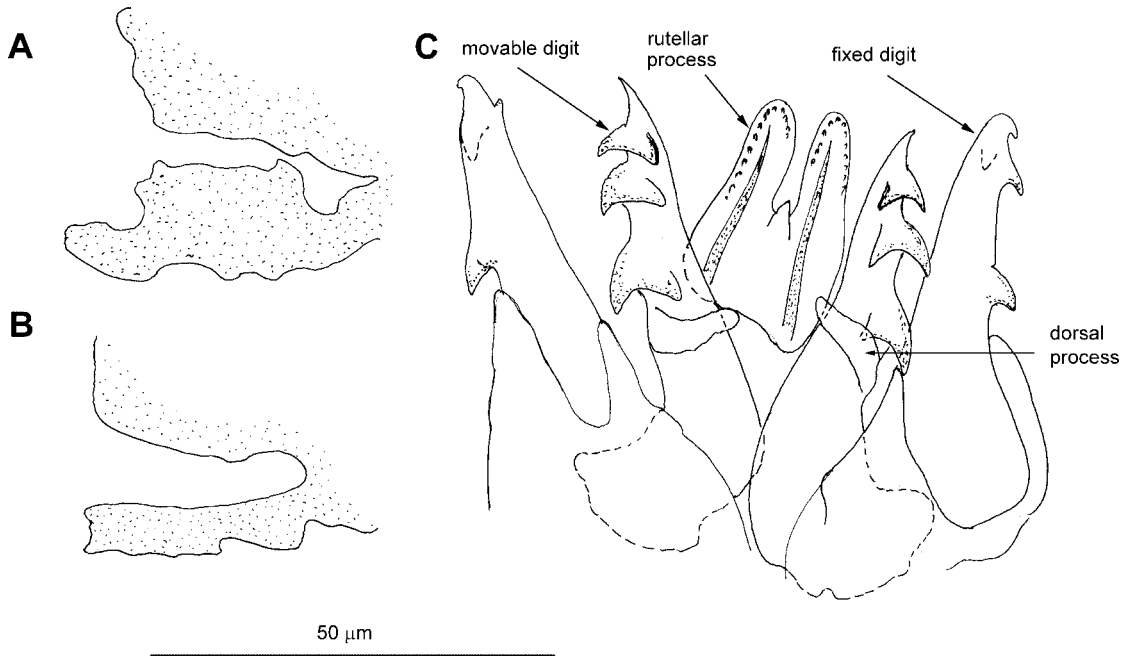 A
B
C
movable digit
rutellar
process
fixed digit
dorsal
process
50 µm